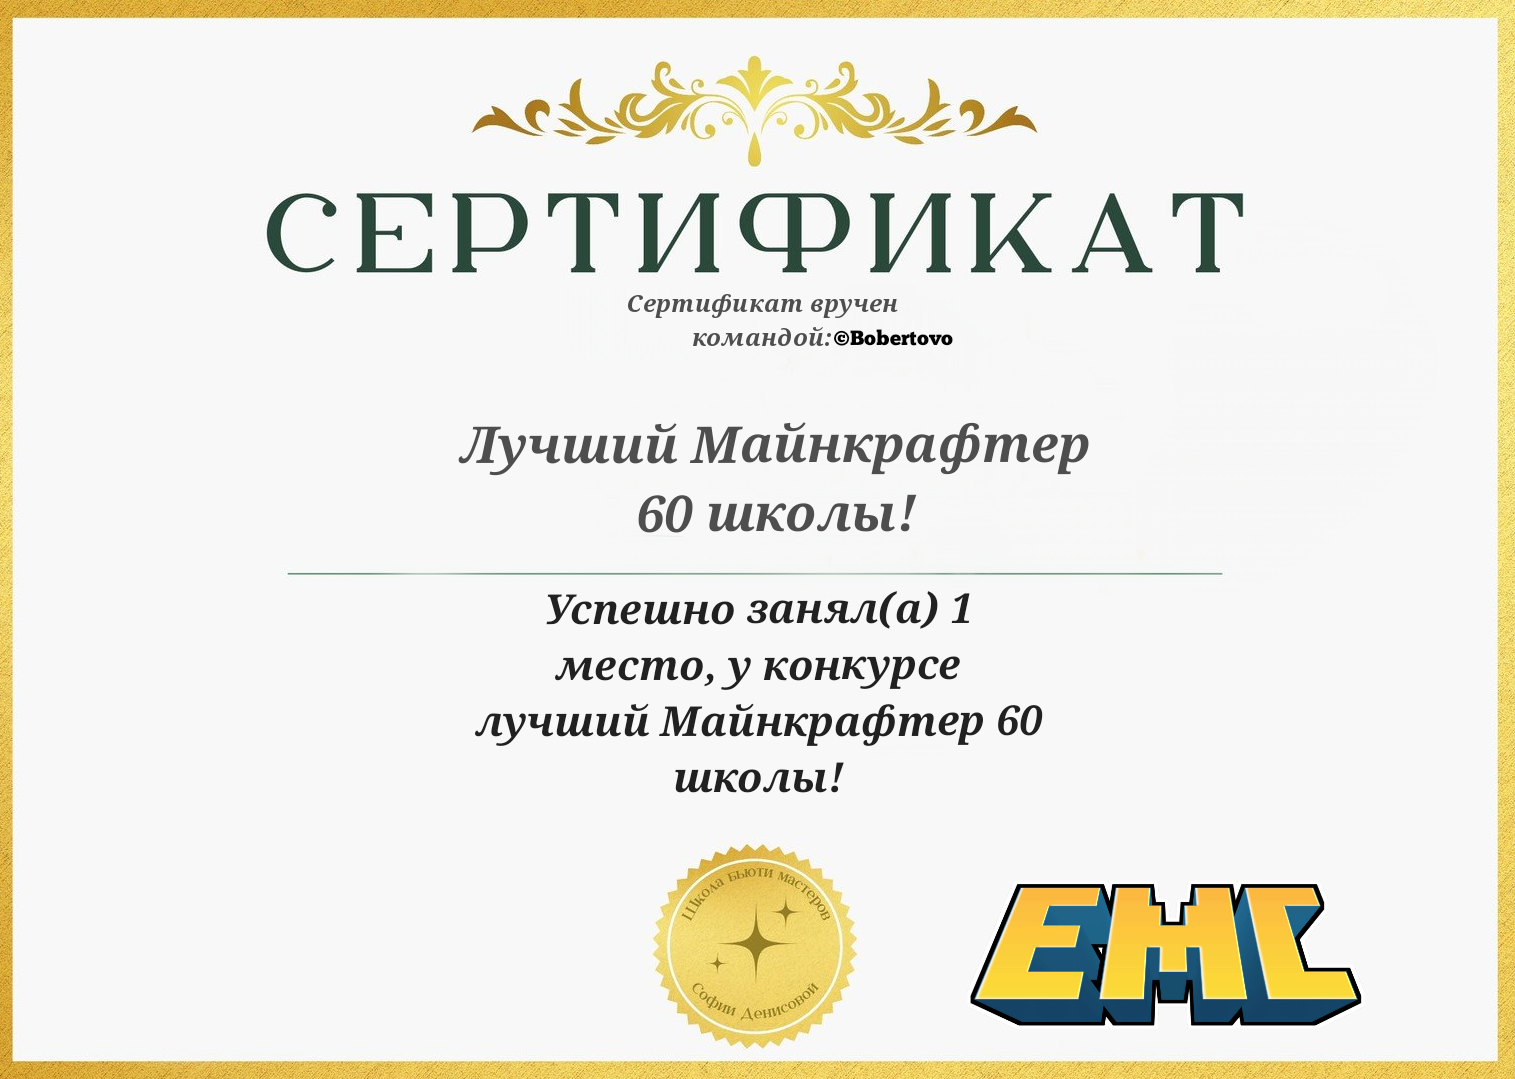 СЕРТИФИКАТ
Сертификат вручен
командой:©Bobertovo
Лучший Майнкрафтер
60 школы!
Успешно занял(а) 1
место, у конкурсе
лучший Майнкрафтер 60
школы!
Школа бьюти мастеров
Софии Денисовой
EMC